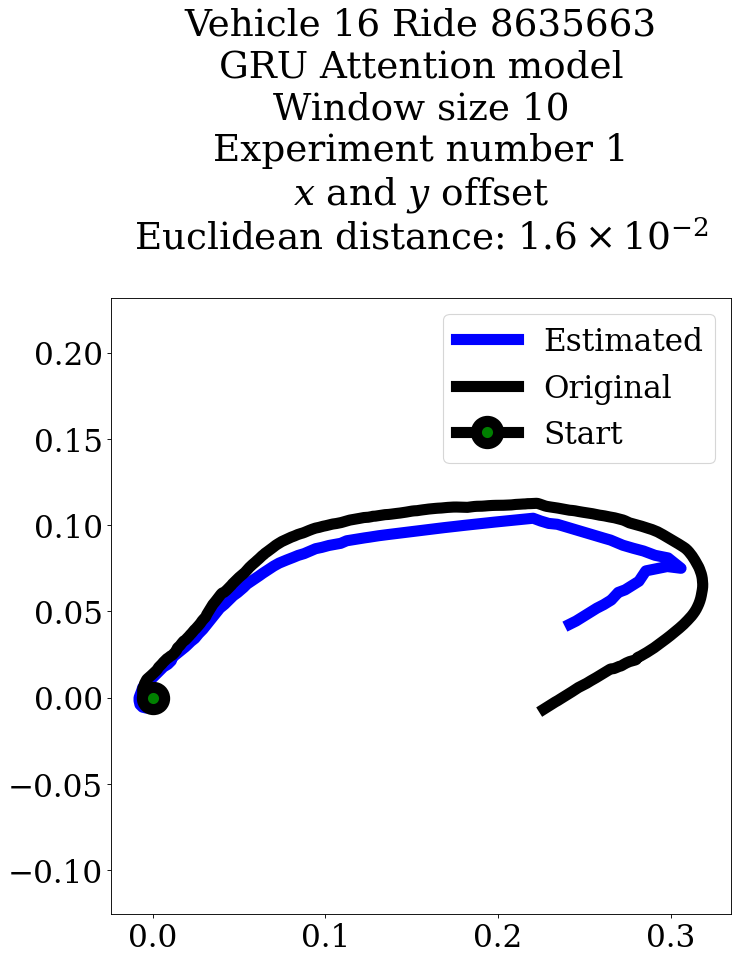 Vehicle 16 Ride 8635663
GRU Attention model
Window size 10
Experiment number 1
x and y offset
Euclidean distance: 1.6 × 10⁻²
Estimated
Original
Start
0.20
0.15
0.10
0.05
0.00
−0.05
−0.10
0.0 0.1 0.2 0.3